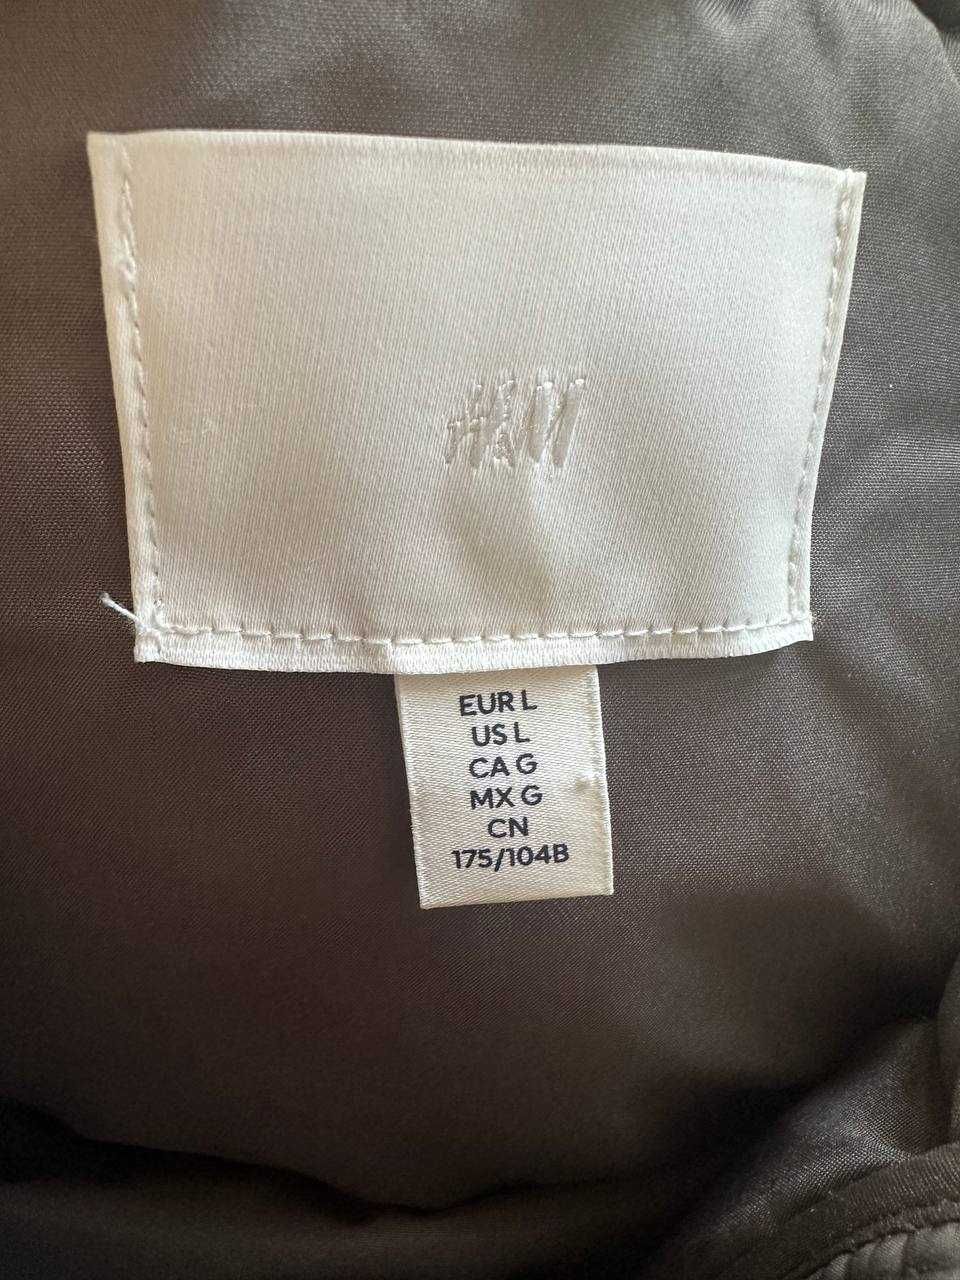 H&M
EUR L
US L
CA G
MX G
CN
175/104B